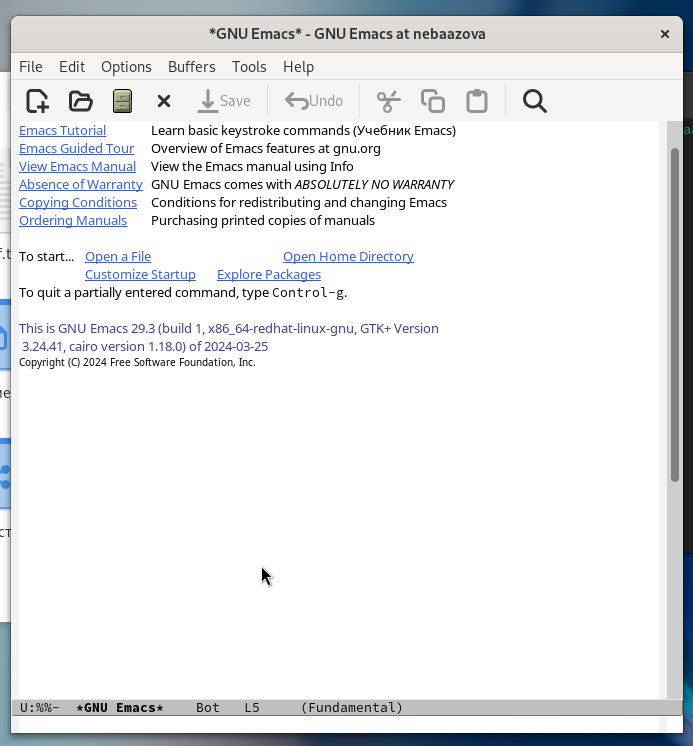 *GNU Emacs* - GNU Emacs at nebaazova
File Edit Options Buffers Tools Help
Save Undo
Emacs Tutorial Learn basic keystroke commands (Учебник Emacs)
Emacs Guided Tour Overview of Emacs features at gnu.org
View Emacs Manual View the Emacs manual using Info
Absence of Warranty GNU Emacs comes with ABSOLUTELY NO WARRANTY
Copying Conditions Conditions for redistributing and changing Emacs
Ordering Manuals Purchasing printed copies of manuals
To start... Open a File Open Home Directory
Customize Startup Explore Packages
To quit a partially entered command, type Control-g.
This is GNU Emacs 29.3 (build 1, x86_64-redhat-linux-gnu, GTK+ Version
3.24.41, cairo version 1.18.0) of 2024-03-25
Copyright (C) 2024 Free Software Foundation, Inc.
U:%%- *GNU Emacs* Bot L5 (Fundamental)